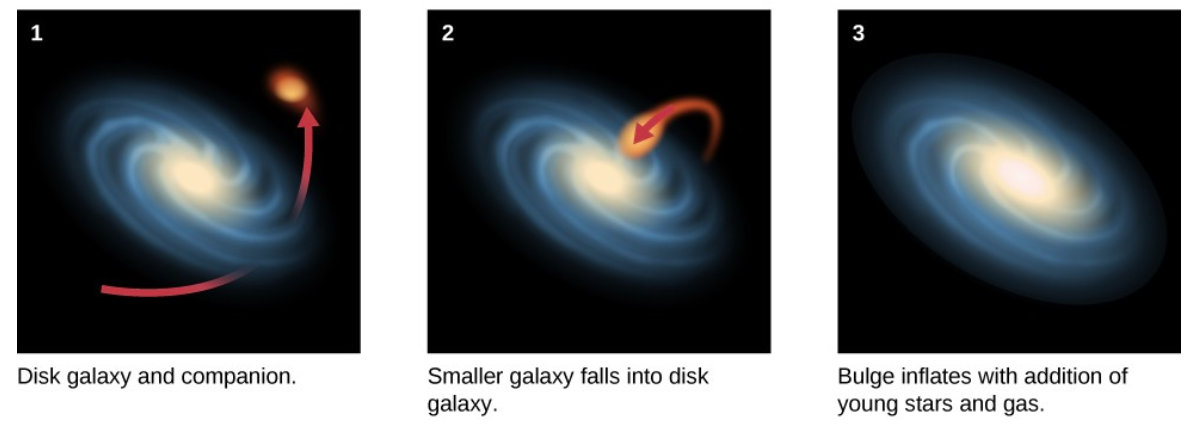 1
2
3
Disk galaxy and companion.
Smaller galaxy falls into disk
galaxy.
Bulge inflates with addition of
young stars and gas.